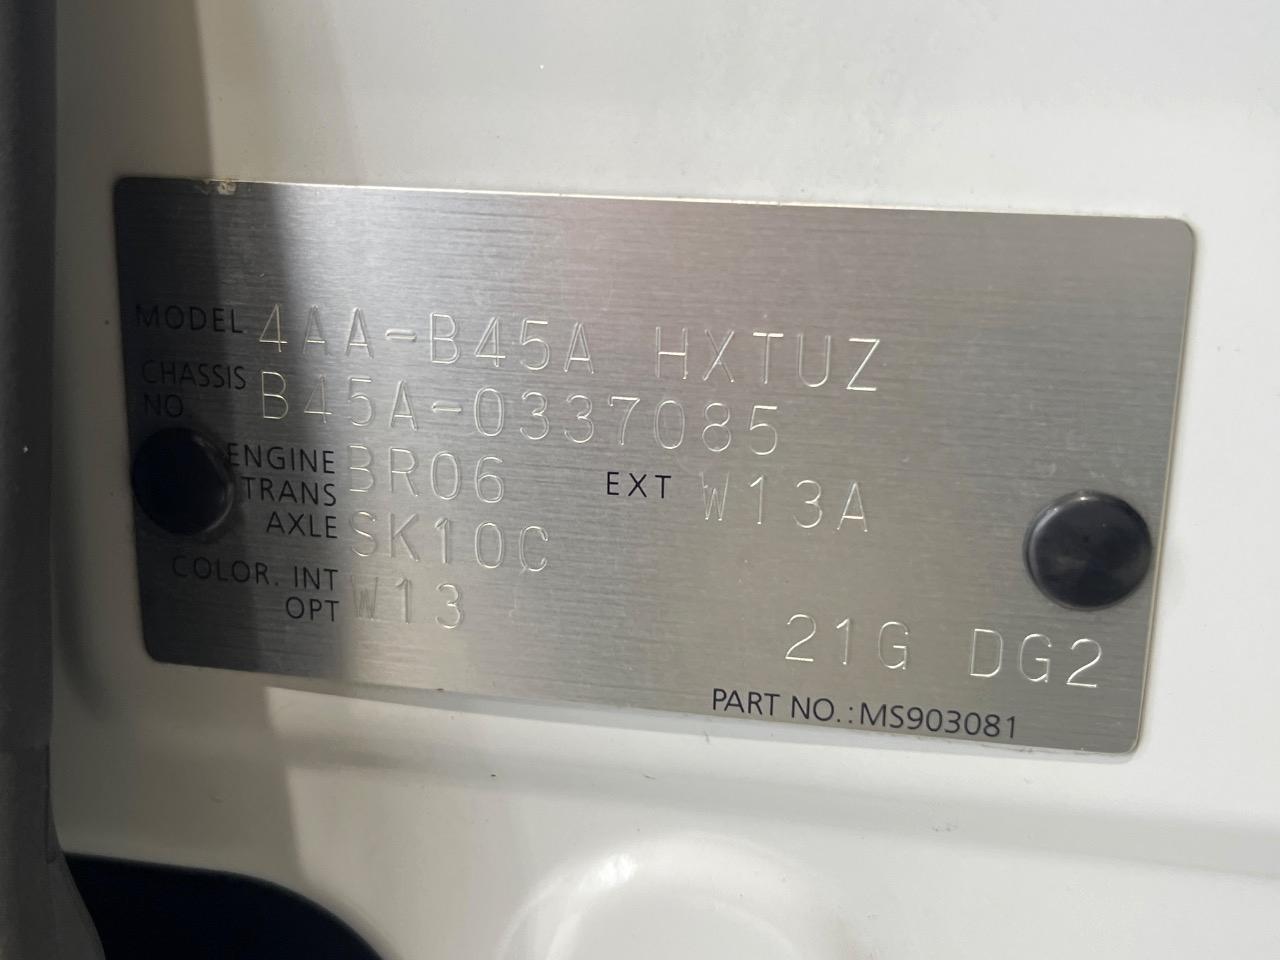 MODEL 4AA-B45A HXTUZ
CHASSIS NO. B45A-0337085
ENGINE BR06 EXT W13A
TRANS AXLE SK10C
COLOR. INT OPT W13
21G DG2
PART NO.:MS903081